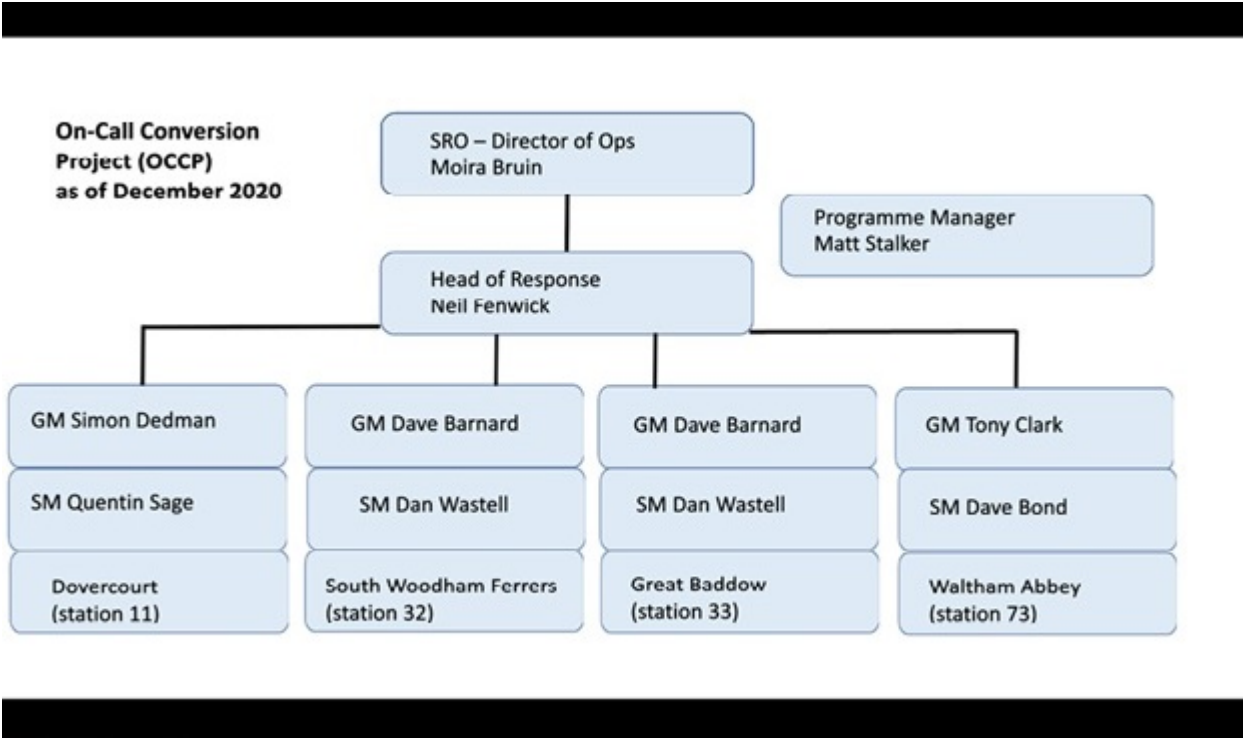 On-Call Conversion
Project (OCCP)
as of December 2020
SRO – Director of Ops
Moira Bruin
Programme Manager
Matt Stalker
Head of Response
Neil Fenwick
GM Simon Dedman
GM Dave Barnard
GM Dave Barnard
GM Tony Clark
SM Quentin Sage
SM Dan Wastell
SM Dan Wastell
SM Dave Bond
Dovercourt
(station 11)
South Woodham Ferrers
(station 32)
Great Baddow
(station 33)
Waltham Abbey
(station 73)